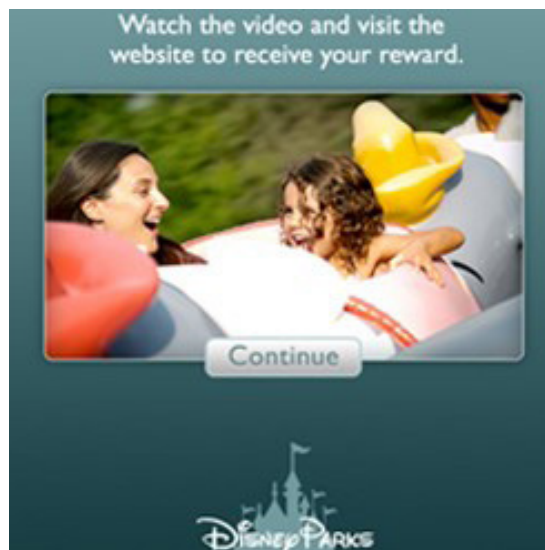 Watch the video and visit the
website to receive your reward.
Continue
Disney Parks